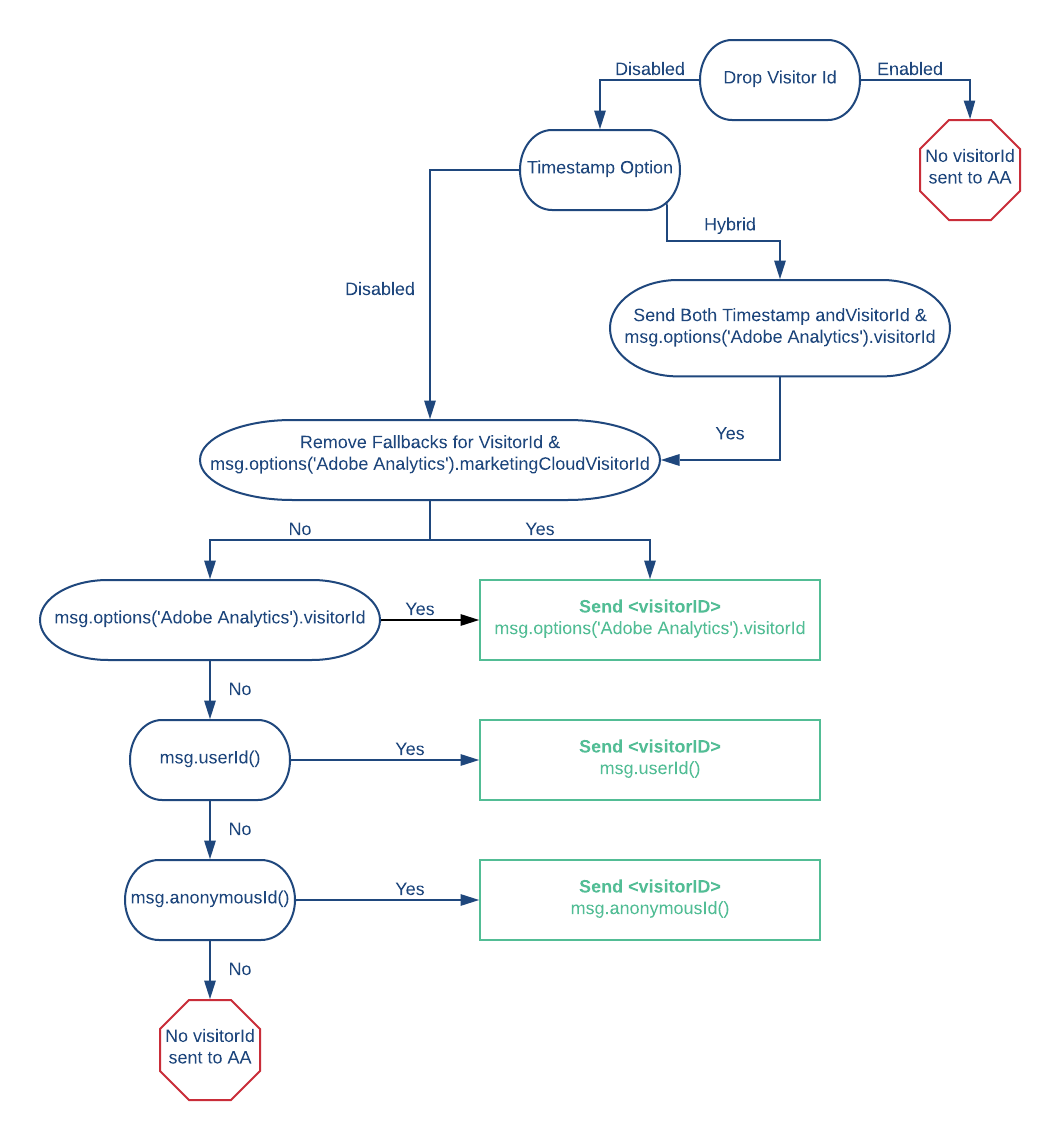 Disabled
Drop Visitor Id
Enabled
No visitorId
sent to AA
Timestamp Option
Hybrid
Disabled
Send Both Timestamp andVisitorId &
msg.options('Adobe Analytics').visitorId
Yes
Remove Fallbacks for VisitorId &
msg.options('Adobe Analytics').marketingCloudVisitorId
No
Yes
msg.options('Adobe Analytics').visitorId
Yes
Send <visitorID>
msg.options('Adobe Analytics').visitorId
No
msg.userId()
Yes
Send <visitorID>
msg.userId()
No
msg.anonymousId()
Yes
Send <visitorID>
msg.anonymousId()
No
No visitorId
sent to AA